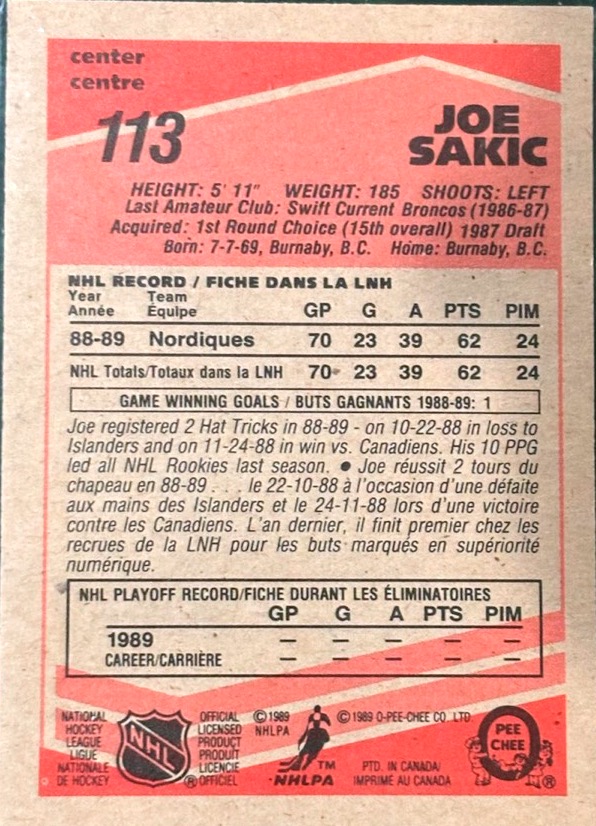 center
centre
113
JOE
SAKIC
HEIGHT: 5' 11" WEIGHT: 185 SHOOTS: LEFT
Last Amateur Club: Swift Current Broncos (1986-87)
Acquired: 1st Round Choice (15th overall) 1987 Draft
Born: 7-7-69, Burnaby, B.C. Home: Burnaby, B.C.
NHL RECORD / FICHE DANS LA LNH
Year Team
Année Équipe GP G A PTS PIM
88-89 Nordiques 70 23 39 62 24
NHL Totals/Totaux dans la LNH 70 23 39 62 24
GAME WINNING GOALS / BUTS GAGNANTS 1988-89: 1
Joe registered 2 Hat Tricks in 88-89 - on 10-22-88 in loss to
Islanders and on 11-24-88 in win vs. Canadiens. His 10 PPG
led all NHL Rookies last season. ● Joe réussit 2 tours du
chapeau en 88-89 . . . le 22-10-88 à l'occasion d'une défaite
aux mains des Islanders et le 24-11-88 lors d'une victoire
contre les Canadiens. L'an dernier, il finit premier chez les
recrues de la LNH pour les buts marqués en supériorité
numérique.
NHL PLAYOFF RECORD/FICHE DURANT LES ÉLIMINATOIRES
GP G A PTS PIM
1989 — — — — —
CAREER/CARRIÈRE — — — — —
NATIONAL
HOCKEY
LEAGUE
LIGUE
NATIONALE
DE HOCKEY
NHL
®
OFFICIAL
LICENSED
PRODUCT
PRODUIT
LICENCIÉ
OFFICIEL
© 1989
NHLPA
TM
NHLPA
© 1989 O-PEE-CHEE CO. LTD.
PTD. IN CANADA/
IMPRIMÉ AU CANADA
O
PEE
CHEE
®